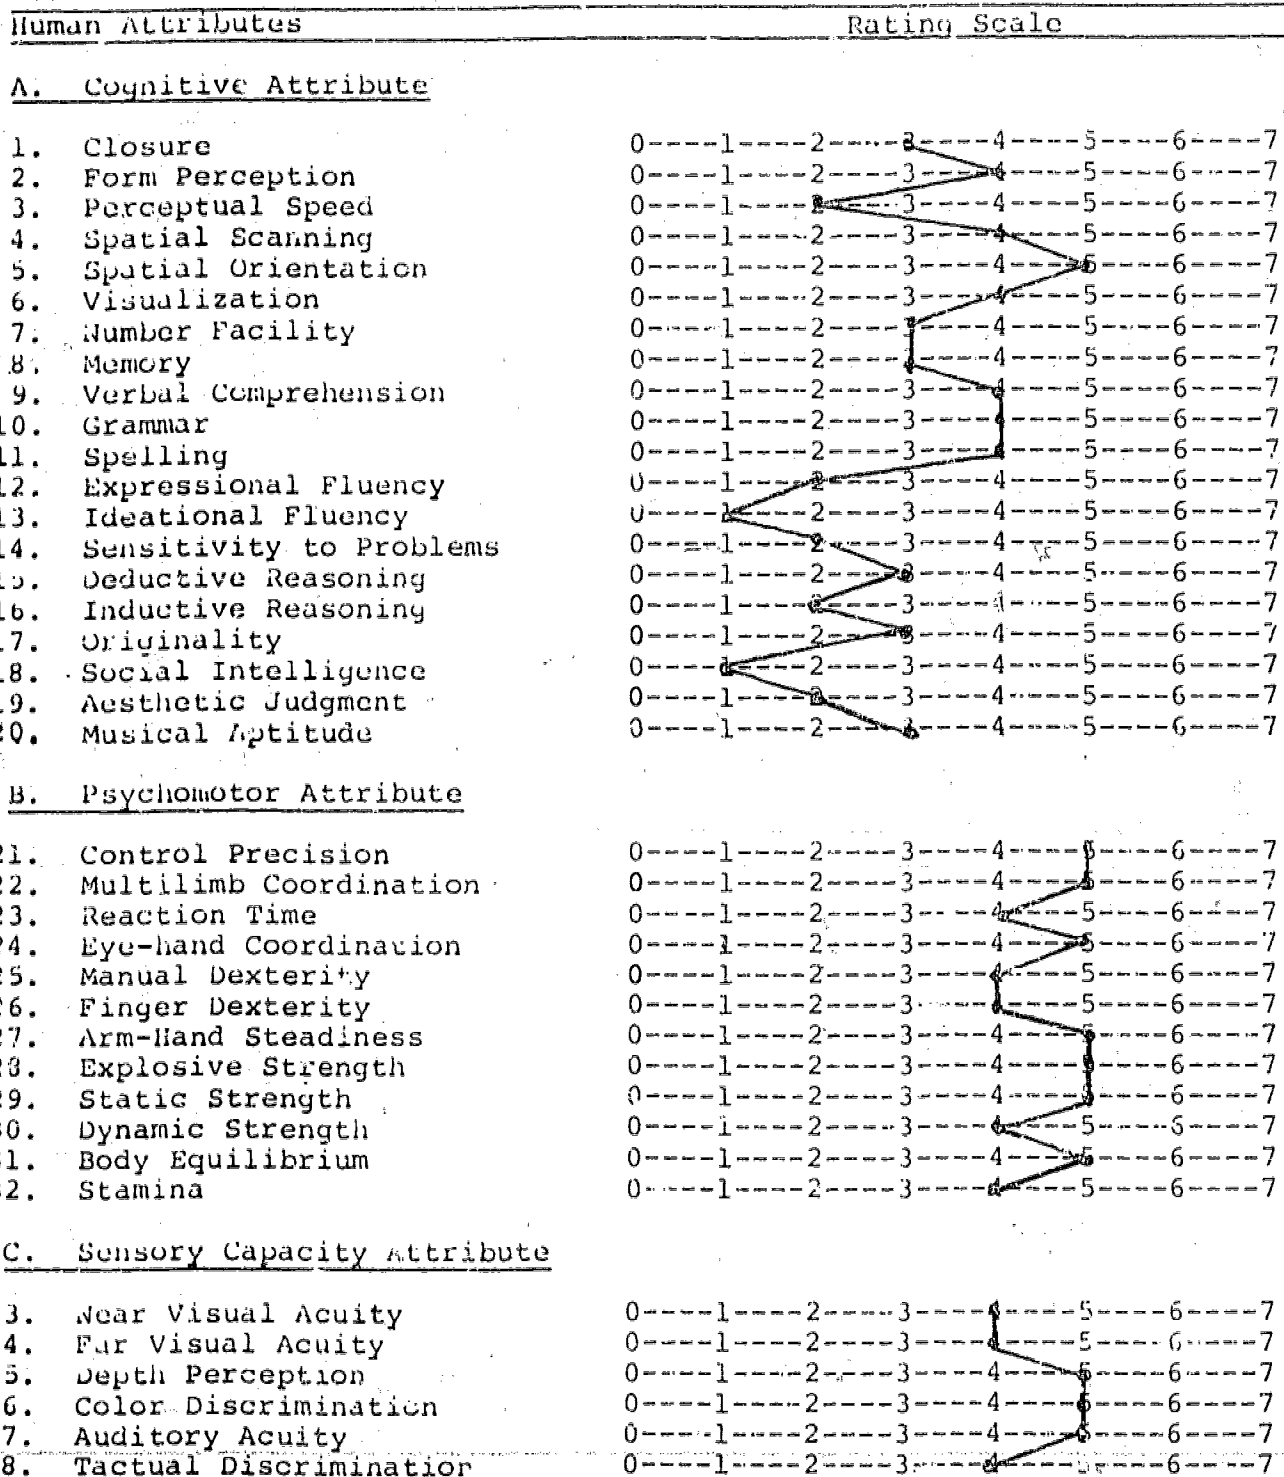 Human Attributes Rating Scale
A. Cognitive Attribute
1. Closure 0----1----2----3----4----5----6----7
2. Form Perception 0----1----2----3----4----5----6----7
3. Perceptual Speed 0----1----2----3----4----5----6----7
4. Spatial Scanning 0----1----2----3----4----5----6----7
5. Spatial Orientation 0----1----2----3----4----5----6----7
6. Visualization 0----1----2----3----4----5----6----7
7. Number Facility 0----1----2----3----4----5----6----7
8. Memory 0----1----2----3----4----5----6----7
9. Verbal Comprehension 0----1----2----3----4----5----6----7
10. Grammar 0----1----2----3----4----5----6----7
11. Spelling 0----1----2----3----4----5----6----7
12. Expressional Fluency 0----1----2----3----4----5----6----7
13. Ideational Fluency 0----1----2----3----4----5----6----7
14. Sensitivity to Problems 0----1----2----3----4----5----6----7
15. Deductive Reasoning 0----1----2----3----4----5----6----7
16. Inductive Reasoning 0----1----2----3----4----5----6----7
17. Originality 0----1----2----3----4----5----6----7
18. Social Intelligence 0----1----2----3----4----5----6----7
19. Aesthetic Judgment 0----1----2----3----4----5----6----7
20. Musical Aptitude 0----1----2----3----4----5----6----7
B. Psychomotor Attribute
21. Control Precision 0----1----2----3----4----5----6----7
22. Multilimb Coordination 0----1----2----3----4----5----6----7
23. Reaction Time 0----1----2----3----4----5----6----7
24. Eye-hand Coordination 0----1----2----3----4----5----6----7
25. Manual Dexterity 0----1----2----3----4----5----6----7
26. Finger Dexterity 0----1----2----3----4----5----6----7
27. Arm-Hand Steadiness 0----1----2----3----4----5----6----7
28. Explosive Strength 0----1----2----3----4----5----6----7
29. Static Strength 0----1----2----3----4----5----6----7
30. Dynamic Strength 0----1----2----3----4----5----6----7
31. Body Equilibrium 0----1----2----3----4----5----6----7
32. Stamina 0----1----2----3----4----5----6----7
C. Sensory Capacity Attribute
3. Near Visual Acuity 0----1----2----3----4----5----6----7
4. Far Visual Acuity 0----1----2----3----4----5----6----7
5. Depth Perception 0----1----2----3----4----5----6----7
6. Color Discrimination 0----1----2----3----4----5----6----7
7. Auditory Acuity 0----1----2----3----4----5----6----7
8. Tactual Discrimination 0----1----2----3----4----5----6----7